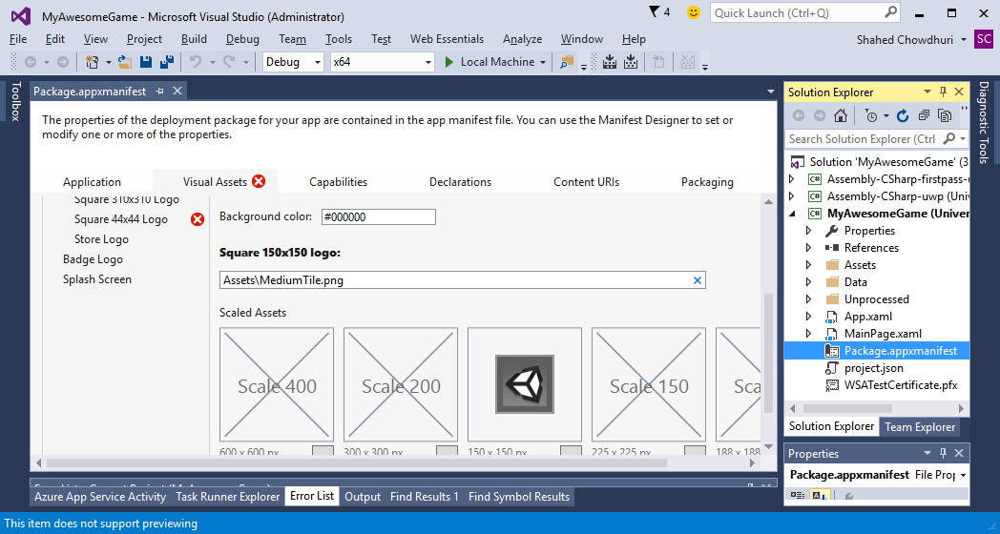 MyAwesomeGame - Microsoft Visual Studio (Administrator)
4
Quick Launch (Ctrl+Q)
File Edit View Project Build Debug Team Tools Test Web Essentials Analyze Window Help
Shahed Chowdhuri
SC
Debug x64 Local Machine
Toolbox
Package.appxmanifest
The properties of the deployment package for your app are contained in the app manifest file. You can use the Manifest Designer to set or
modify one or more of the properties.
Application Visual Assets Capabilities Declarations Content URIs Packaging
Square 310x310 Logo
Square 44x44 Logo
Store Logo
Badge Logo
Splash Screen
Background color: #000000
Square 150x150 logo:
Assets\MediumTile.png
Scaled Assets
Scale 400 Scale 200 Scale 150 Sca
600 x 600 px 300 x 300 px 150 x 150 px 225 x 225 px 188 x 188
Solution Explorer
Search Solution Explorer (Ctrl
Solution 'MyAwesomeGame' (3
C# Assembly-CSharp-firstpass-
C# Assembly-CSharp-uwp (Univ
C# MyAwesomeGame (Univer
Properties
References
Assets
Data
Unprocessed
App.xaml
MainPage.xaml
Package.appxmanifest
project.json
WSATestCertificate.pfx
Solution Explorer Team Explorer
Properties
Package.appxmanifest File Prop
Diagnostic Tools
Azure App Service Activity Task Runner Explorer Error List Output Find Results 1 Find Symbol Results
This item does not support previewing